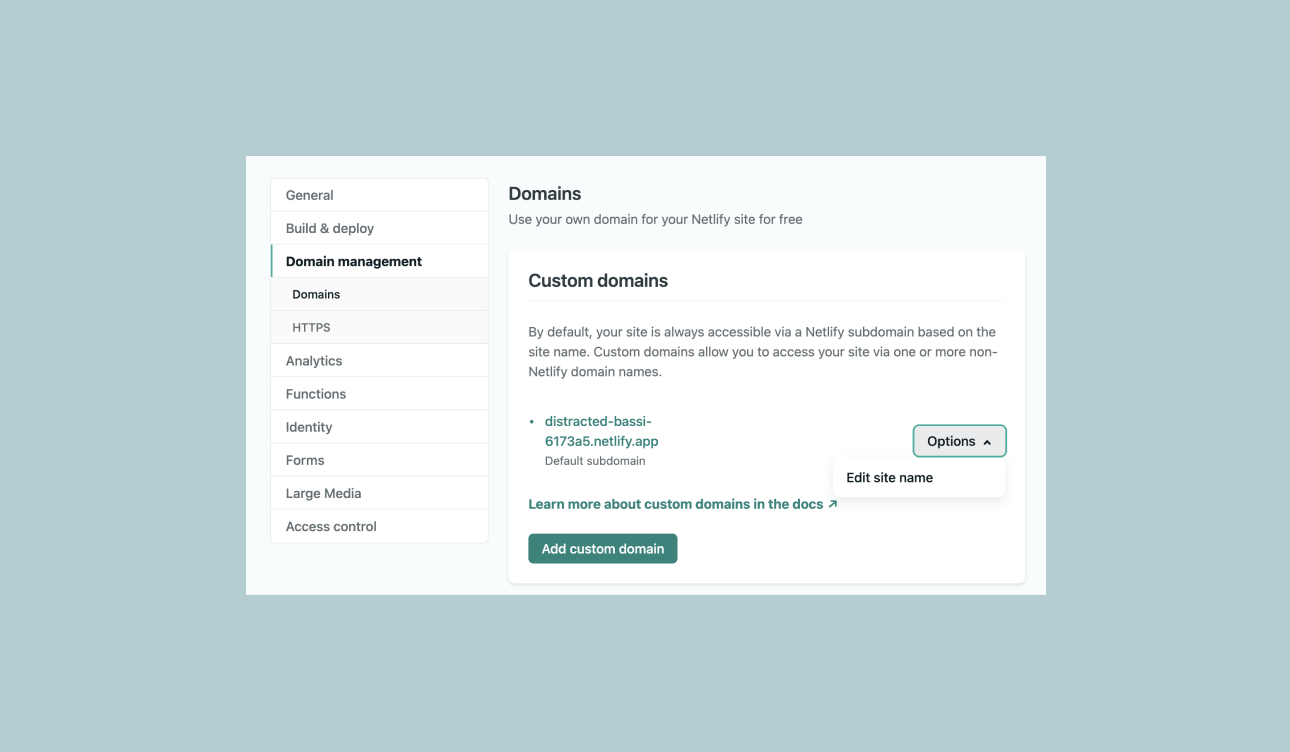 General
Build & deploy
Domain management
Domains
HTTPS
Analytics
Functions
Identity
Forms
Large Media
Access control
Domains
Use your own domain for your Netlify site for free
Custom domains
By default, your site is always accessible via a Netlify subdomain based on the
site name. Custom domains allow you to access your site via one or more non-
Netlify domain names.
• distracted-bassi-
6173a5.netlify.app
Default subdomain
Options
Edit site name
Learn more about custom domains in the docs ↗
Add custom domain